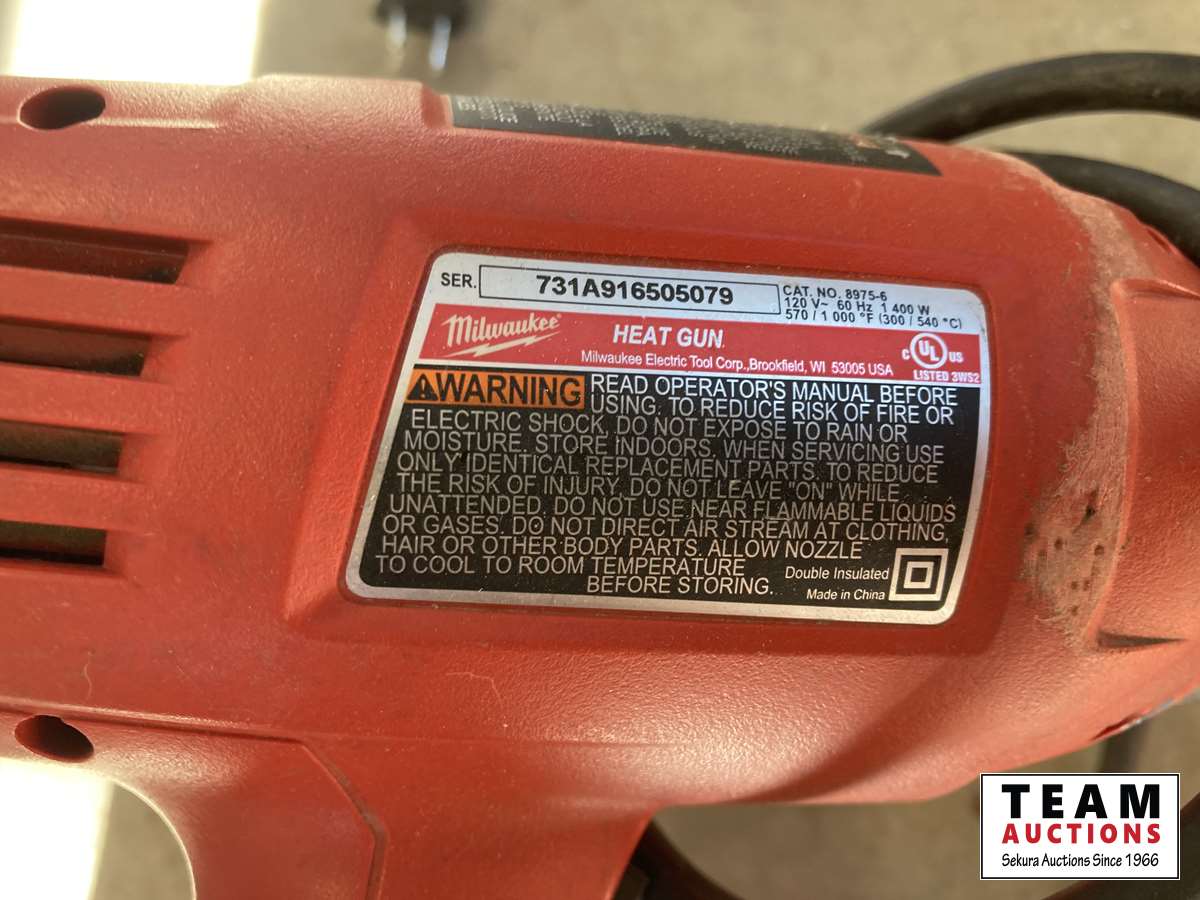 SER. 731A916505079
CAT. NO. 8975-6
120 V~ 60 Hz 1 400 W
570 / 1 000 °F (300 / 540 °C)
Milwaukee
HEAT GUN
Milwaukee Electric Tool Corp., Brookfield, WI 53005 USA
C UL US
LISTED 3WS2
WARNING READ OPERATOR'S MANUAL BEFORE
USING. TO REDUCE RISK OF FIRE OR
ELECTRIC SHOCK, DO NOT EXPOSE TO RAIN OR
MOISTURE. STORE INDOORS. WHEN SERVICING USE
ONLY IDENTICAL REPLACEMENT PARTS. TO REDUCE
THE RISK OF INJURY, DO NOT LEAVE "ON" WHILE
UNATTENDED. DO NOT USE NEAR FLAMMABLE LIQUIDS
OR GASES. DO NOT DIRECT AIR STREAM AT CLOTHING,
HAIR OR OTHER BODY PARTS. ALLOW NOZZLE
TO COOL TO ROOM TEMPERATURE
BEFORE STORING.
Double Insulated
Made in China
TEAM
AUCTIONS
Sekura Auctions Since 1966